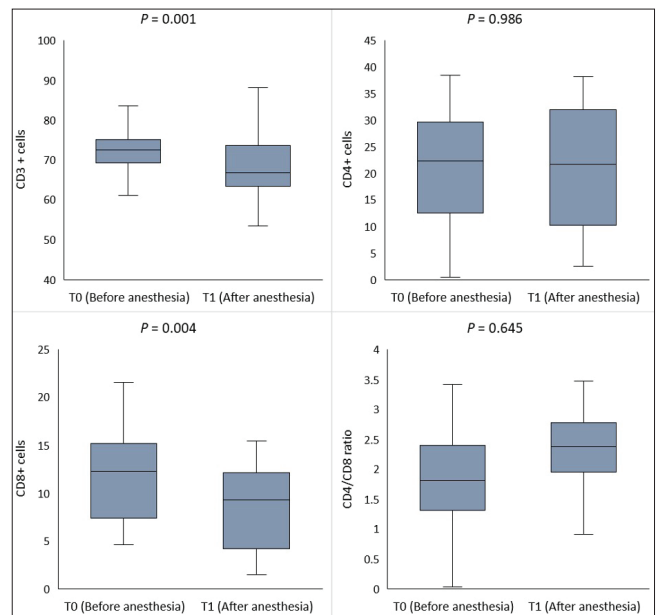 P = 0.001
100
90
80
70
60
50
40
CD3 + cells
T0 (Before anesthesia) T1 (After anesthesia)
P = 0.986
45
40
35
30
25
20
15
10
5
0
CD4+ cells
T0 (Before anesthesia) T1 (After anesthesia)
P = 0.004
25
20
15
10
5
0
CD8+ cells
T0 (Before anesthesia) T1 (After anesthesia)
P = 0.645
4
3.5
3
2.5
2
1.5
1
0.5
0
CD4/CD8 ratio
T0 (Before anesthesia) T1 (After anesthesia)